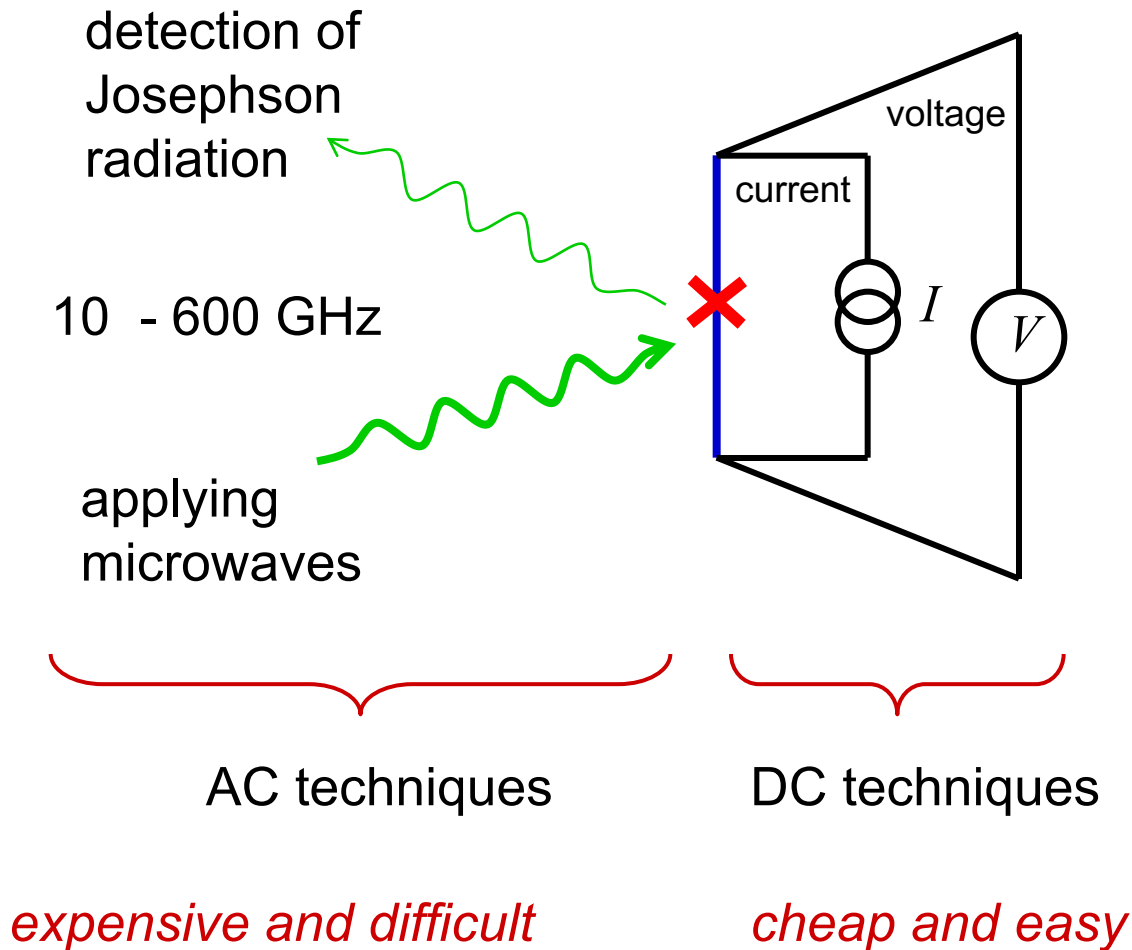 detection of
Josephson
radiation
voltage
current
10 - 600 GHz
I
V
applying
microwaves
AC techniques
DC techniques
expensive and difficult
cheap and easy